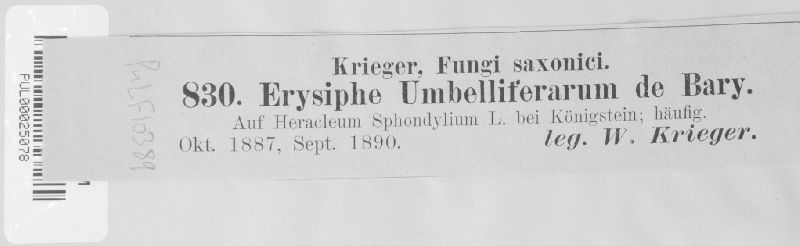 Krieger, Fungi saxonici.
830. Erysiphe Umbelliferarum de Bary.
Auf Heracleum Sphondylium L. bei Königstein; häufig.
Okt. 1887, Sept. 1890. leg. W. Krieger.
PUL00025078
PULF10389